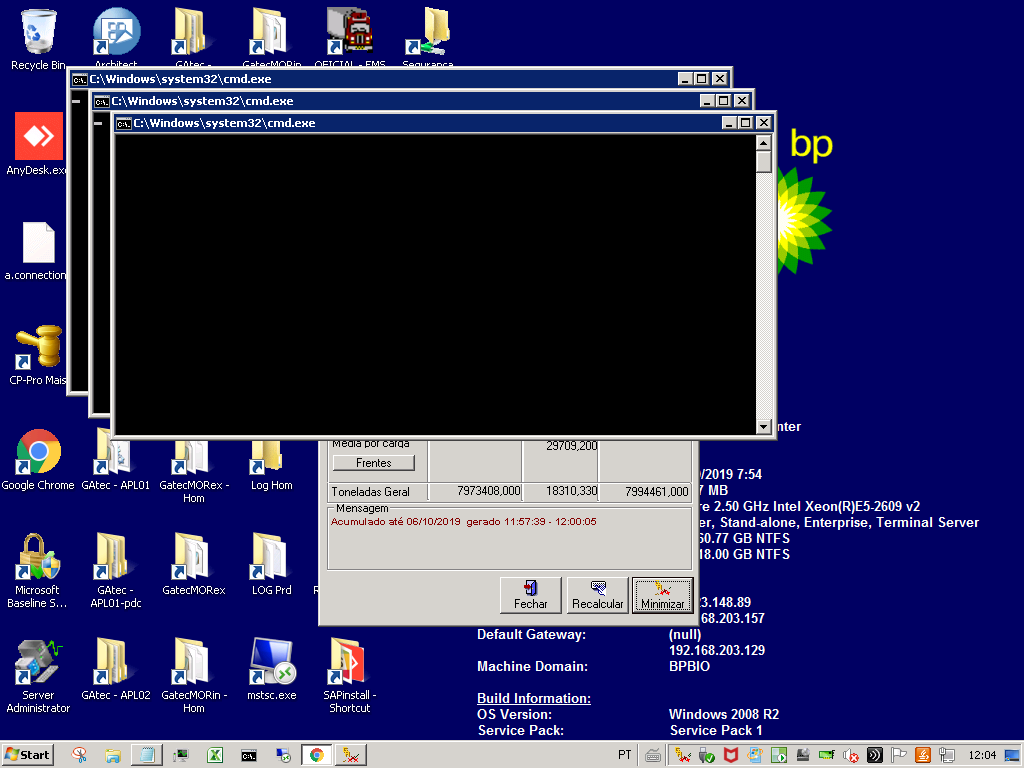 Recycle Bin
Architect
GAtec -
GatecMORin
OFICIAL - EMS
Segurança
C:\Windows\system32\cmd.exe
C:\Windows\system32\cmd.exe
C:\Windows\system32\cmd.exe
bp
AnyDesk.exe
a.connection
CP-Pro Mais
Google Chrome
GAtec - APL01
GatecMORex -
Hom
Log Hom
Microsoft
Baseline S...
GAtec -
APL01-pdc
GatecMORex
LOG Prd
Server
Administrator
GAtec - APL02
GatecMORin -
Hom
mstsc.exe
SAPinstall -
Shortcut
Média por carga
29709,200
Frentes
Toneladas Geral
7973408,000
18310,330
7994461,000
Mensagem
Acumulado até 06/10/2019 gerado 11:57:39 - 12:00:05
Fechar
Recalcular
Minimizar
nter
0/2019 7:54
7 MB
re 2.50 GHz Intel Xeon(R)E5-2609 v2
er, Stand-alone, Enterprise, Terminal Server
60.77 GB NTFS
18.00 GB NTFS
23.148.89
68.203.157
Default Gateway:
(null)
192.168.203.129
Machine Domain:
BPBIO
Build Information:
OS Version:
Windows 2008 R2
Service Pack:
Service Pack 1
Start
PT
12:04